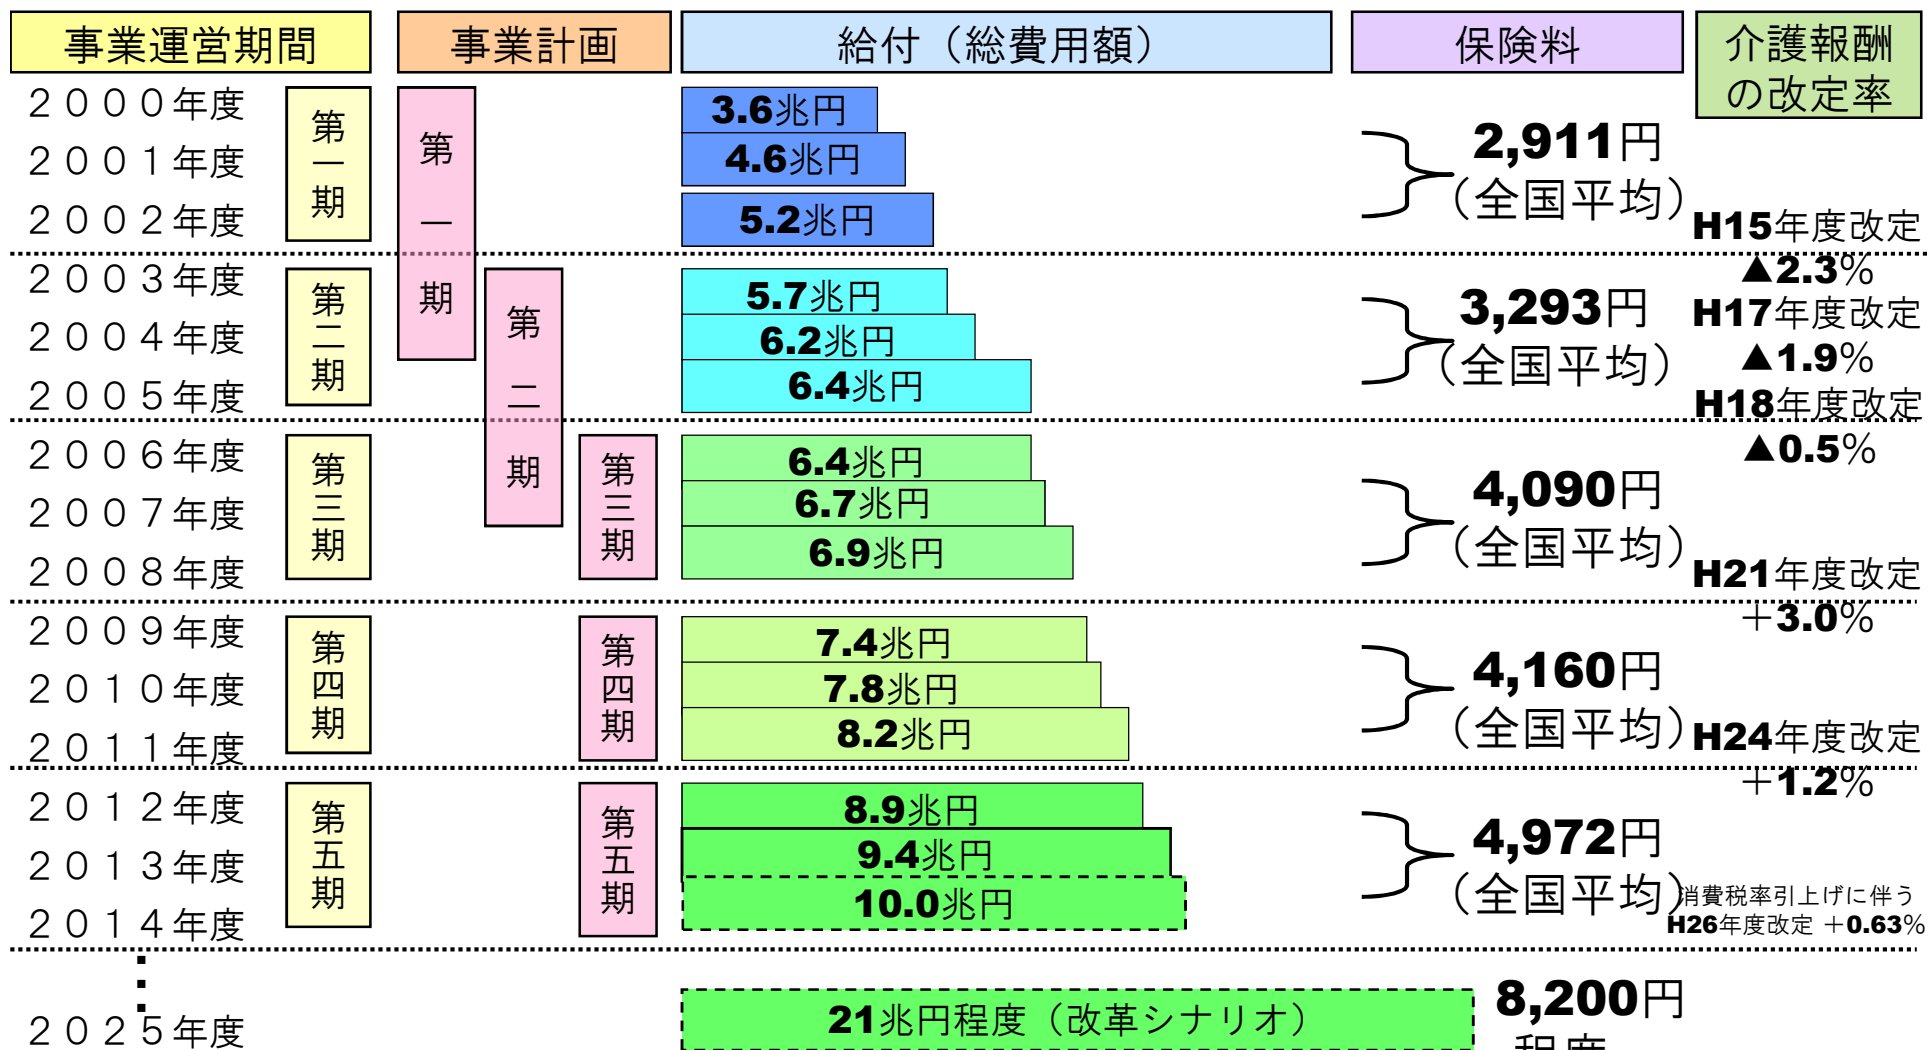 事業運営期間
事業計画
給付（総費用額）
保険料
介護報酬
の改定率
２０００年度
２００１年度
２００２年度
第一期
第一期
3.6兆円
4.6兆円
5.2兆円
2,911円
（全国平均）
H15年度改定
▲2.3％
２００３年度
２００４年度
２００５年度
第二期
第二期
5.7兆円
6.2兆円
6.4兆円
3,293円
（全国平均）
H17年度改定
▲1.9％
H18年度改定
▲0.5％
２００６年度
２００７年度
２００８年度
第三期
第三期
6.4兆円
6.7兆円
6.9兆円
4,090円
（全国平均）
H21年度改定
＋3.0％
２００９年度
２０１０年度
２０１１年度
第四期
第四期
7.4兆円
7.8兆円
8.2兆円
4,160円
（全国平均）
H24年度改定
＋1.2％
２０１２年度
２０１３年度
２０１４年度
第五期
第五期
8.9兆円
9.4兆円
10.0兆円
4,972円
（全国平均）
消費税率引上げに伴う
H26年度改定 ＋0.63％
２０２５年度
21兆円程度（改革シナリオ）
8,200円
程度